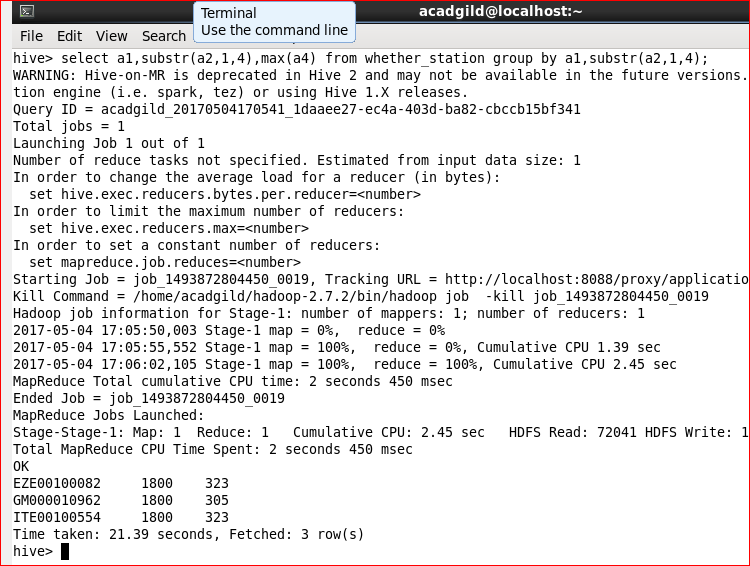 acadgild@localhost:~
Terminal
Use the command line
File Edit View Search
hive> select a1,substr(a2,1,4),max(a4) from whether_station group by a1,substr(a2,1,4);
WARNING: Hive-on-MR is deprecated in Hive 2 and may not be available in the future versions.
tion engine (i.e. spark, tez) or using Hive 1.X releases.
Query ID = acadgild_20170504170541_1daaee27-ec4a-403d-ba82-cbccb15bf341
Total jobs = 1
Launching Job 1 out of 1
Number of reduce tasks not specified. Estimated from input data size: 1
In order to change the average load for a reducer (in bytes):
  set hive.exec.reducers.bytes.per.reducer=<number>
In order to limit the maximum number of reducers:
  set hive.exec.reducers.max=<number>
In order to set a constant number of reducers:
  set mapreduce.job.reduces=<number>
Starting Job = job_1493872804450_0019, Tracking URL = http://localhost:8088/proxy/applicatio
Kill Command = /home/acadgild/hadoop-2.7.2/bin/hadoop job  -kill job_1493872804450_0019
Hadoop job information for Stage-1: number of mappers: 1; number of reducers: 1
2017-05-04 17:05:50,003 Stage-1 map = 0%,  reduce = 0%
2017-05-04 17:05:55,552 Stage-1 map = 100%,  reduce = 0%, Cumulative CPU 1.39 sec
2017-05-04 17:06:02,105 Stage-1 map = 100%,  reduce = 100%, Cumulative CPU 2.45 sec
MapReduce Total cumulative CPU time: 2 seconds 450 msec
Ended Job = job_1493872804450_0019
MapReduce Jobs Launched:
Stage-Stage-1: Map: 1  Reduce: 1   Cumulative CPU: 2.45 sec   HDFS Read: 72041 HDFS Write: 1
Total MapReduce CPU Time Spent: 2 seconds 450 msec
OK
EZE00100082     1800    323
GM000010962     1800    305
ITE00100554     1800    323
Time taken: 21.39 seconds, Fetched: 3 row(s)
hive>